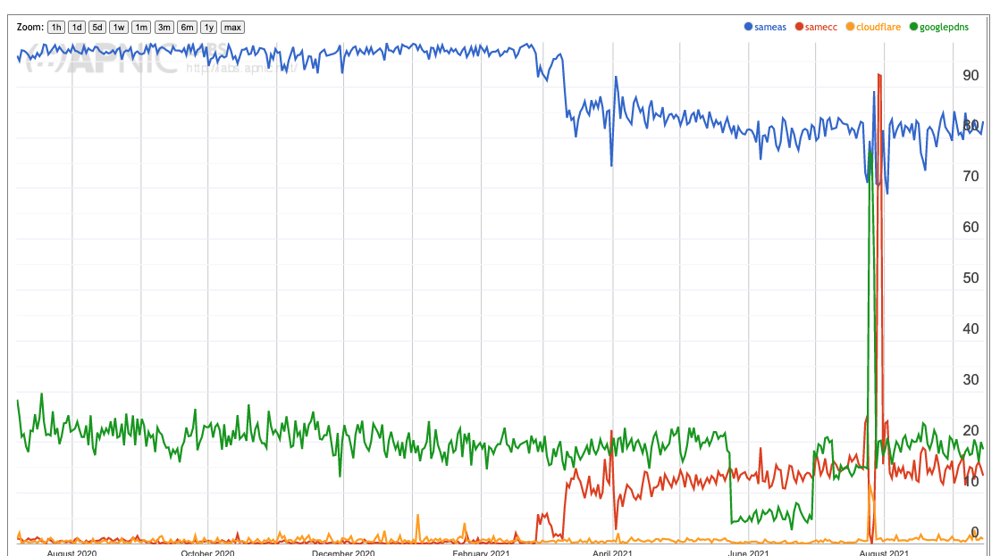 Zoom: 1h 1d 5d 1w 1m 3m 6m 1y max
sameas samecc cloudflare googlepdns
APNIC LABS
http://labs.apnic.net/
90
80
70
60
50
40
30
20
10
0
August 2020 October 2020 December 2020 February 2021 April 2021 June 2021 August 2021